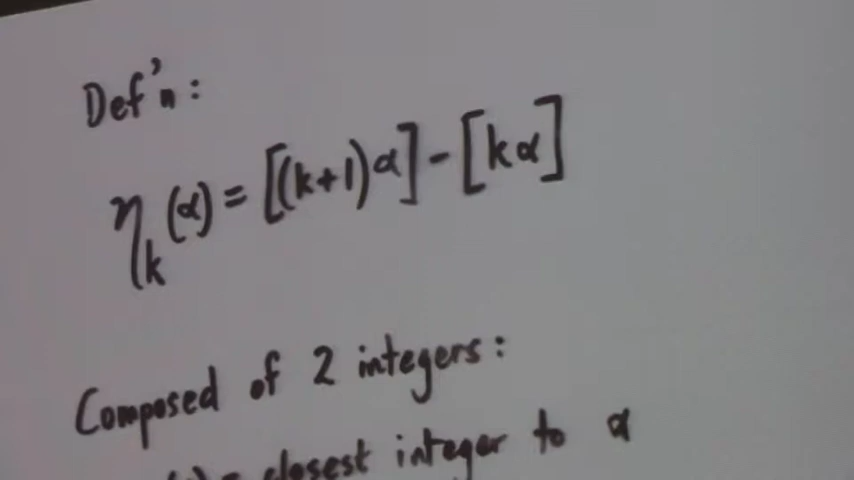 Def'n:
η_k(α) = [(k+1)α] - [kα]
Composed of 2 integers:
= closest integer to α